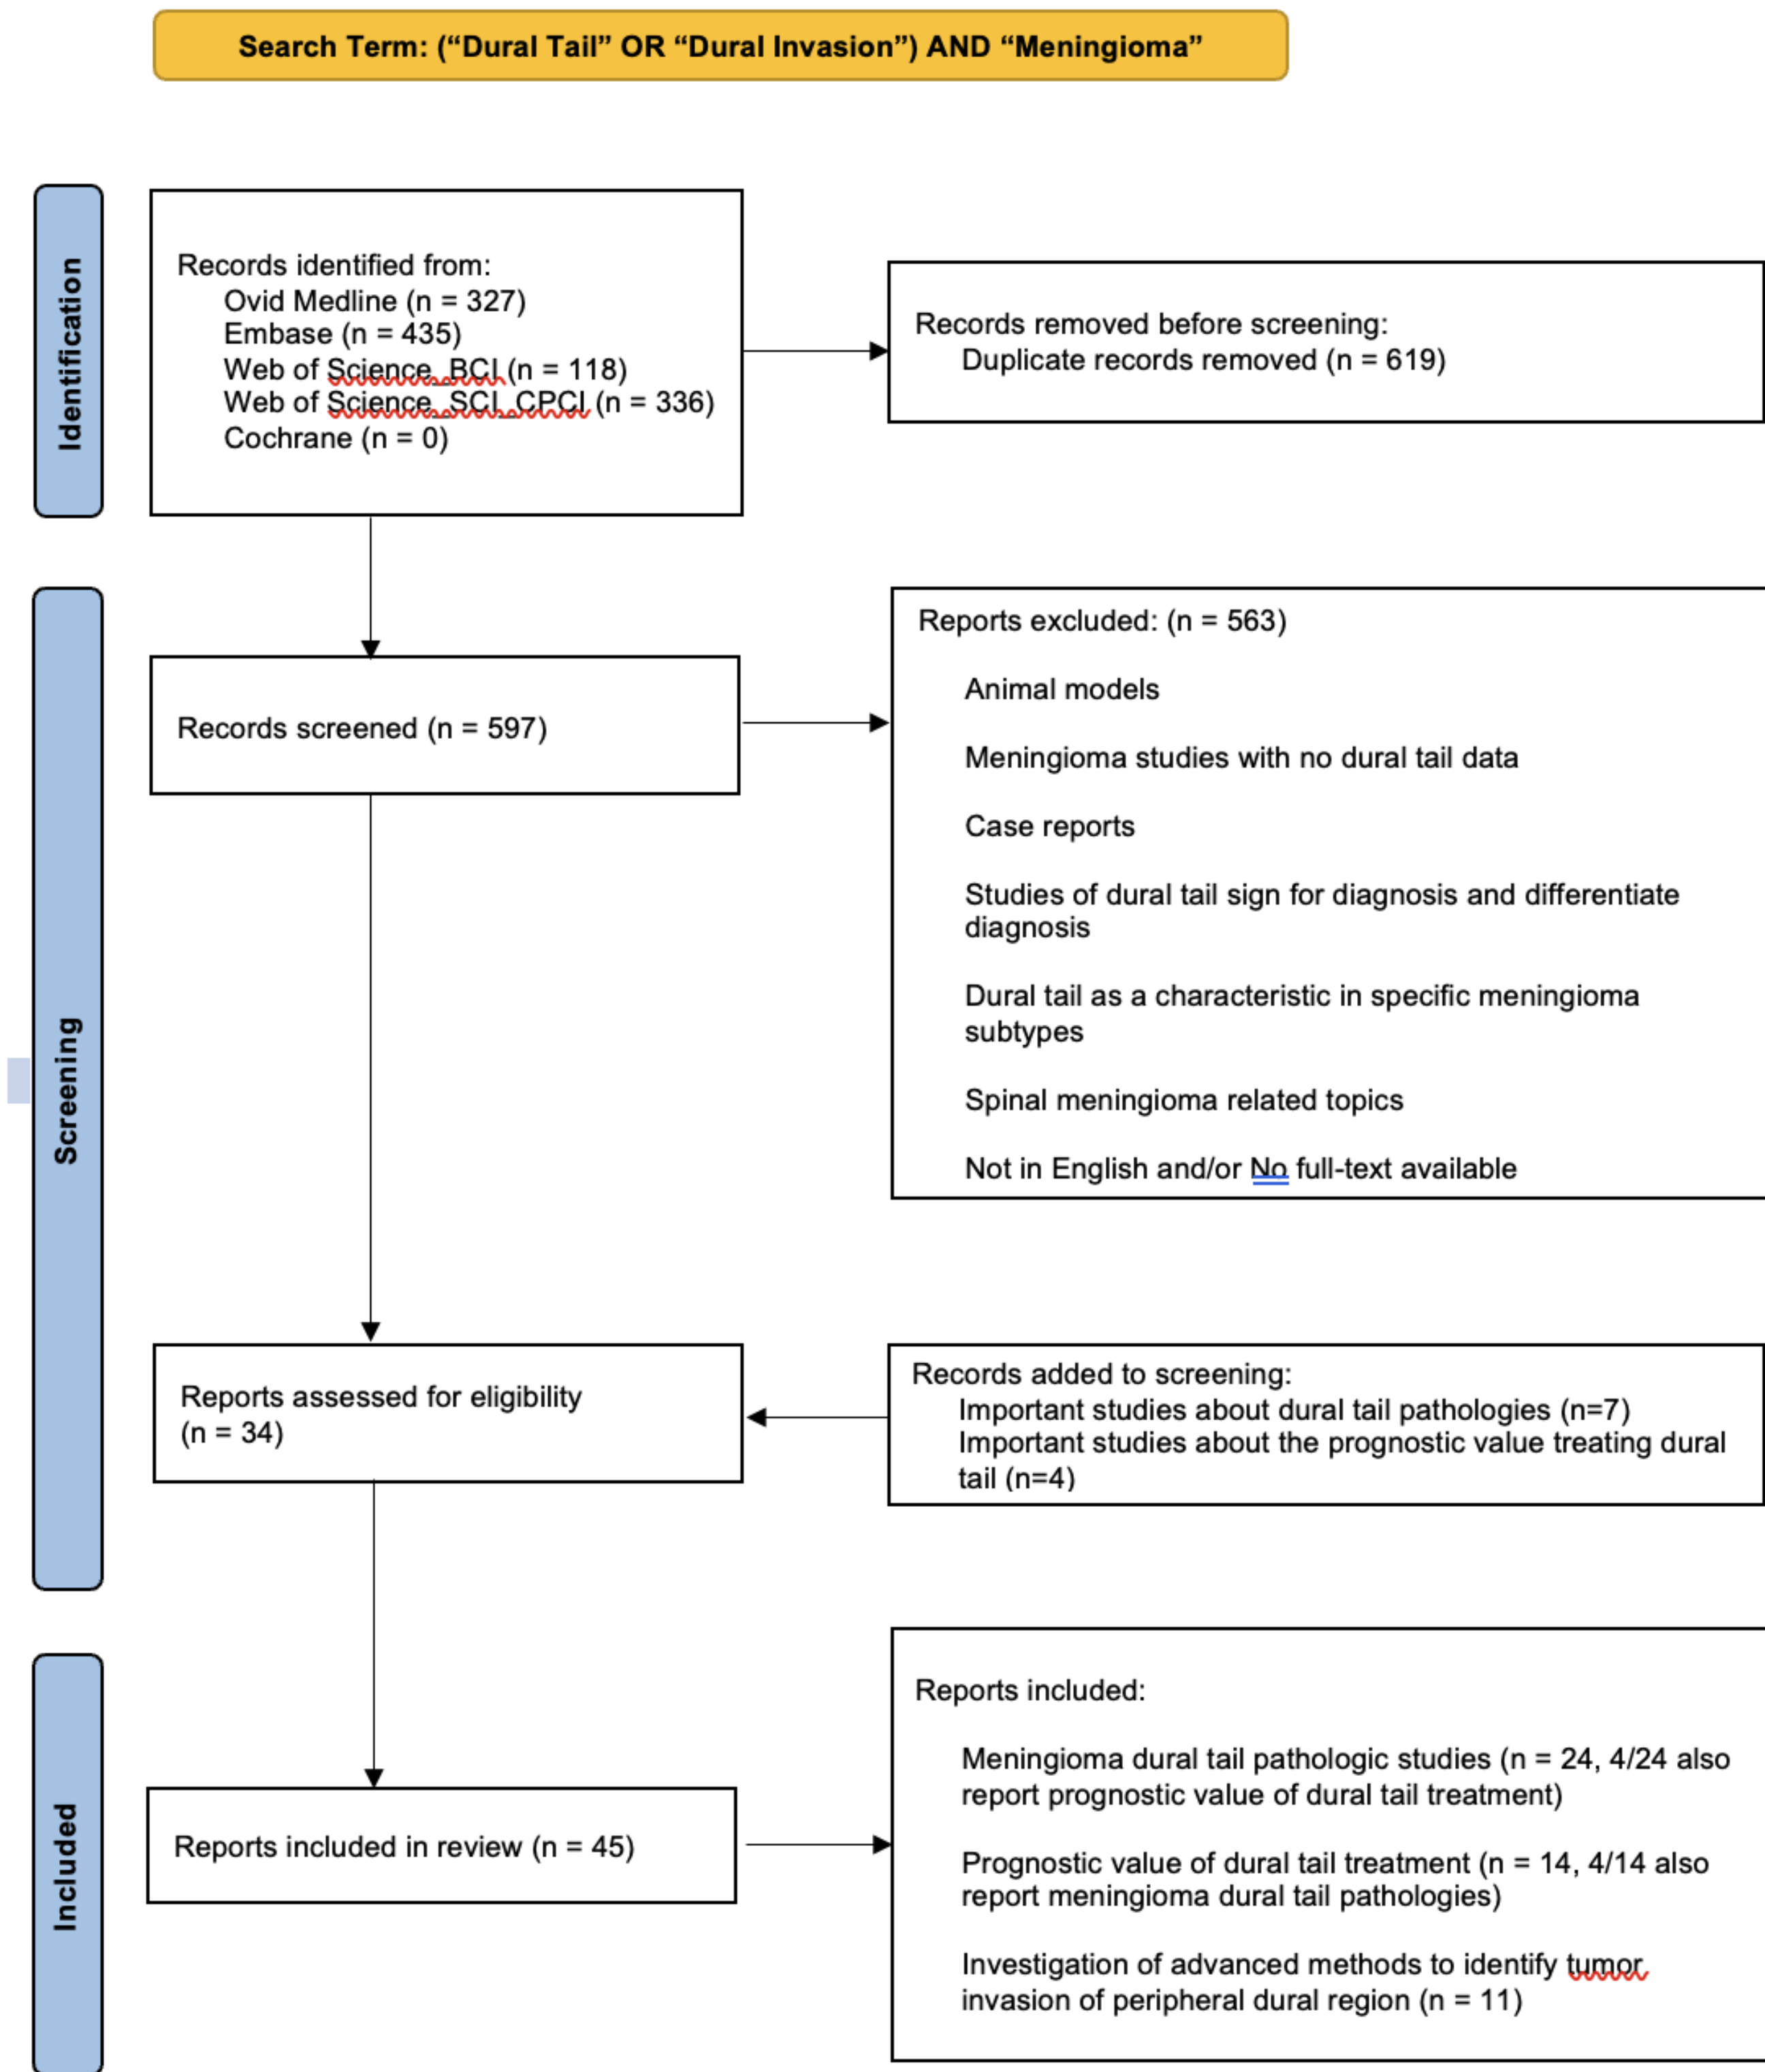 Search Term: (“Dural Tail” OR “Dural Invasion”) AND “Meningioma”
Identification
Records identified from:
Ovid Medline (n = 327)
Embase (n = 435)
Web of Science_BCI (n = 118)
Web of Science_SCI_CPCI (n = 336)
Cochrane (n = 0)
Records removed before screening:
Duplicate records removed (n = 619)
Screening
Records screened (n = 597)
Reports excluded: (n = 563)
Animal models
Meningioma studies with no dural tail data
Case reports
Studies of dural tail sign for diagnosis and differentiate
diagnosis
Dural tail as a characteristic in specific meningioma
subtypes
Spinal meningioma related topics
Not in English and/or No full-text available
Reports assessed for eligibility
(n = 34)
Records added to screening:
Important studies about dural tail pathologies (n=7)
Important studies about the prognostic value treating dural
tail (n=4)
Included
Reports included in review (n = 45)
Reports included:
Meningioma dural tail pathologic studies (n = 24, 4/24 also
report prognostic value of dural tail treatment)
Prognostic value of dural tail treatment (n = 14, 4/14 also
report meningioma dural tail pathologies)
Investigation of advanced methods to identify tumor
invasion of peripheral dural region (n = 11)